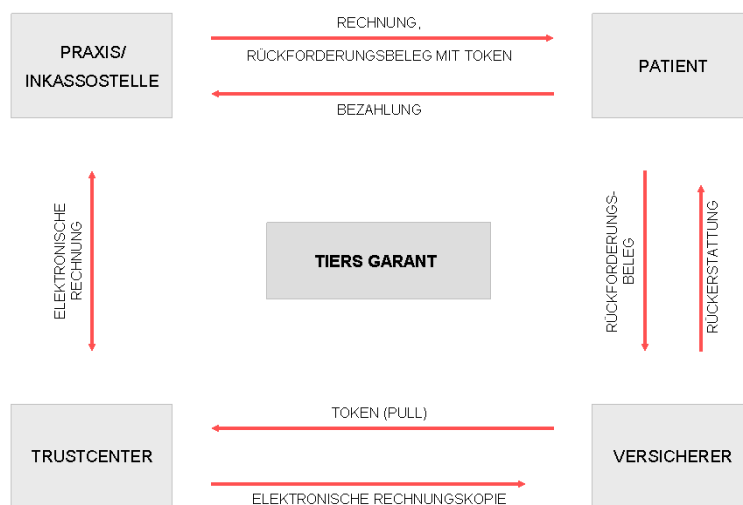 RECHNUNG,
RÜCKFORDERUNGSBELEG MIT TOKEN
PRAXIS/
INKASSOSTELLE
PATIENT
BEZAHLUNG
ELEKTRONISCHE
RECHNUNG
TIERS GARANT
RÜCKFORDERUNGS-
BELEG
RÜCKERSTATTUNG
TOKEN (PULL)
TRUSTCENTER
VERSICHERER
ELEKTRONISCHE RECHNUNGSKOPIE